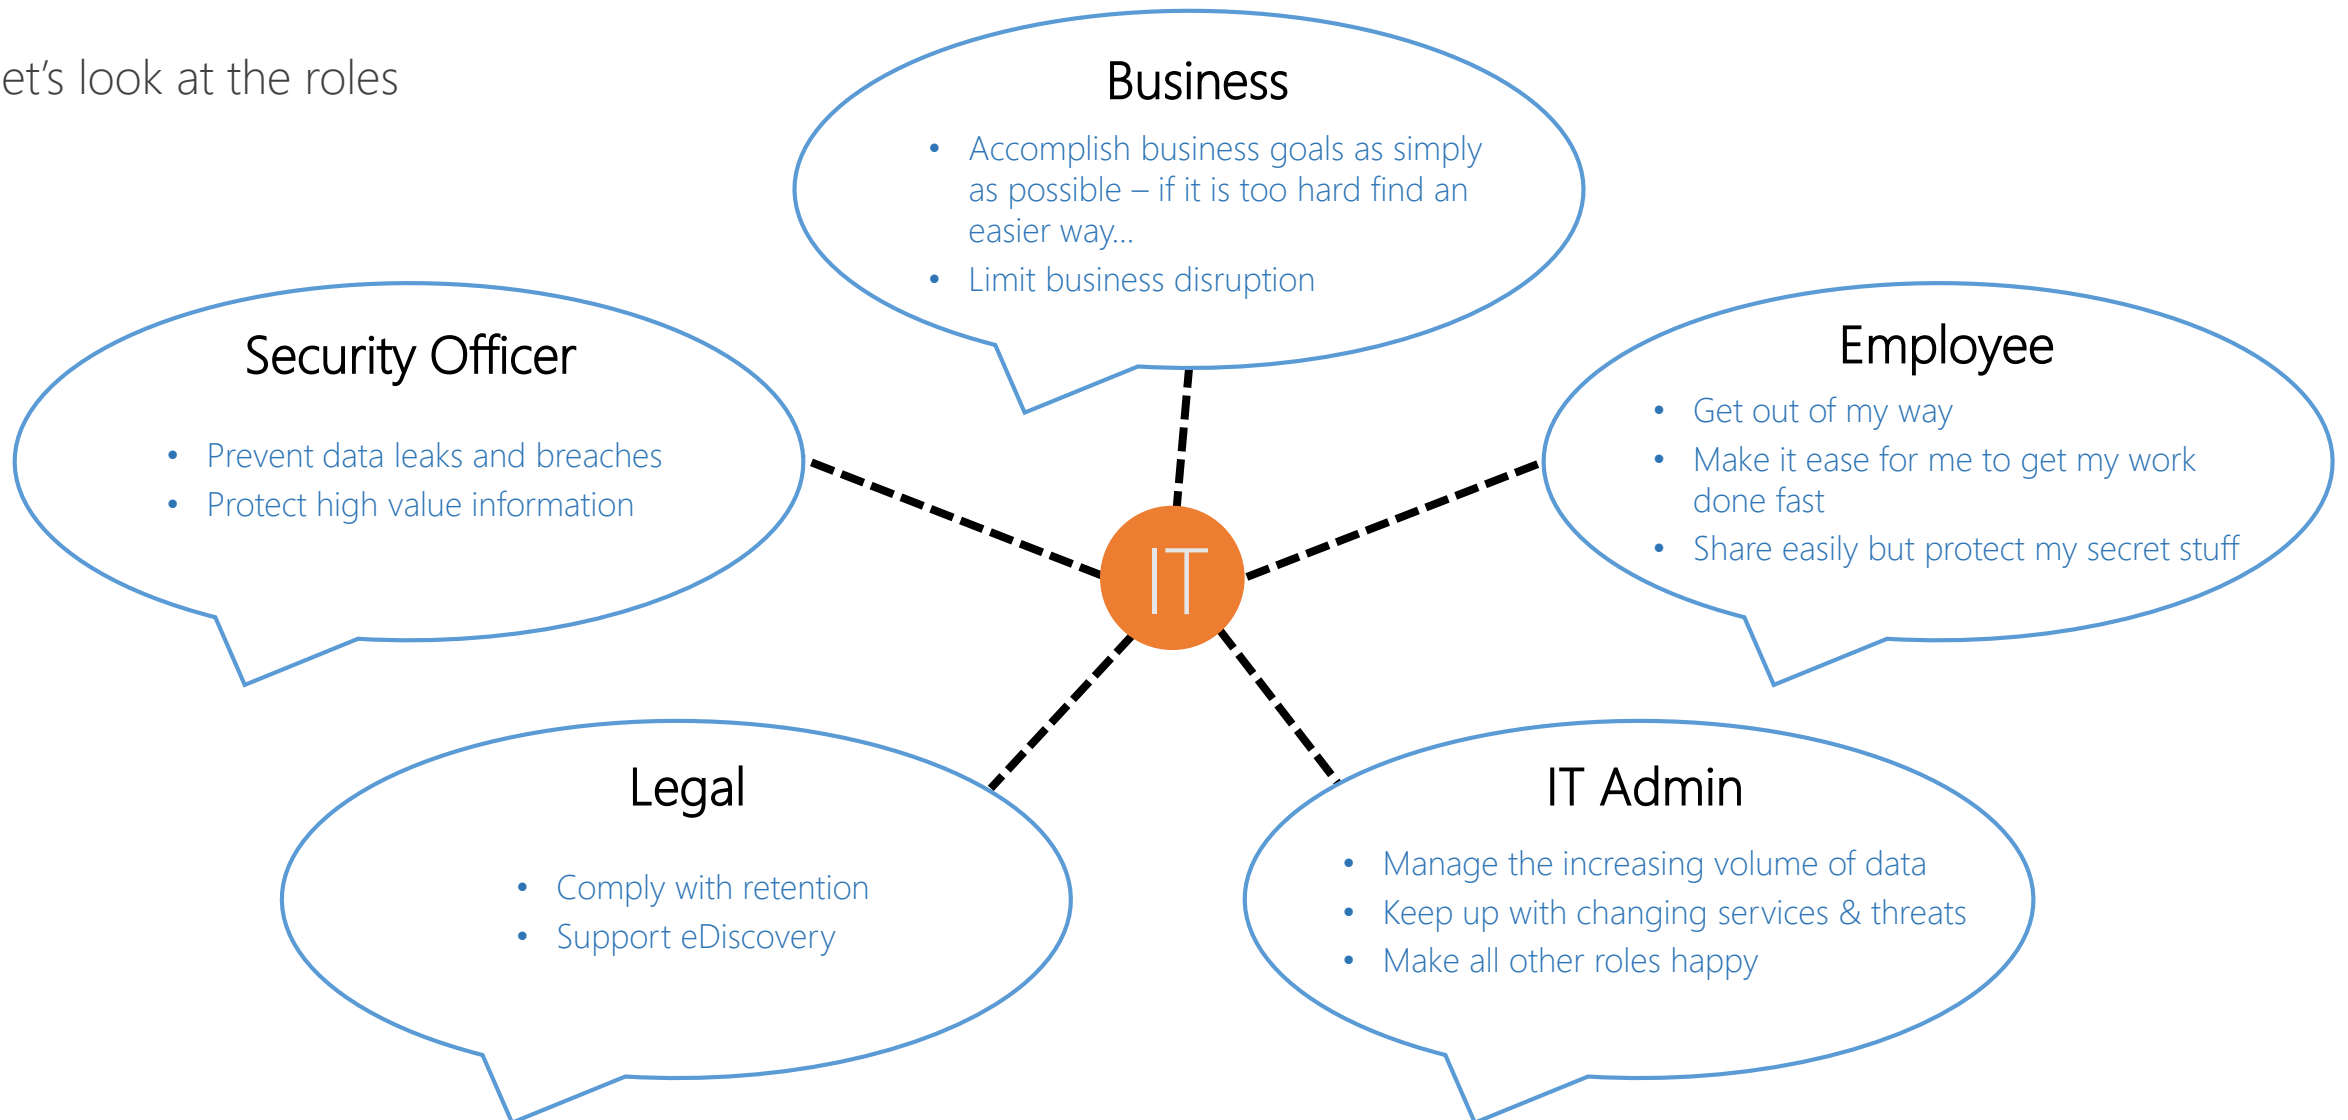 et's look at the roles
Business
• Accomplish business goals as simply
as possible – if it is too hard find an
easier way...
• Limit business disruption
Security Officer
• Prevent data leaks and breaches
• Protect high value information
Employee
• Get out of my way
• Make it ease for me to get my work
done fast
• Share easily but protect my secret stuff
IT
Legal
• Comply with retention
• Support eDiscovery
IT Admin
• Manage the increasing volume of data
• Keep up with changing services & threats
• Make all other roles happy